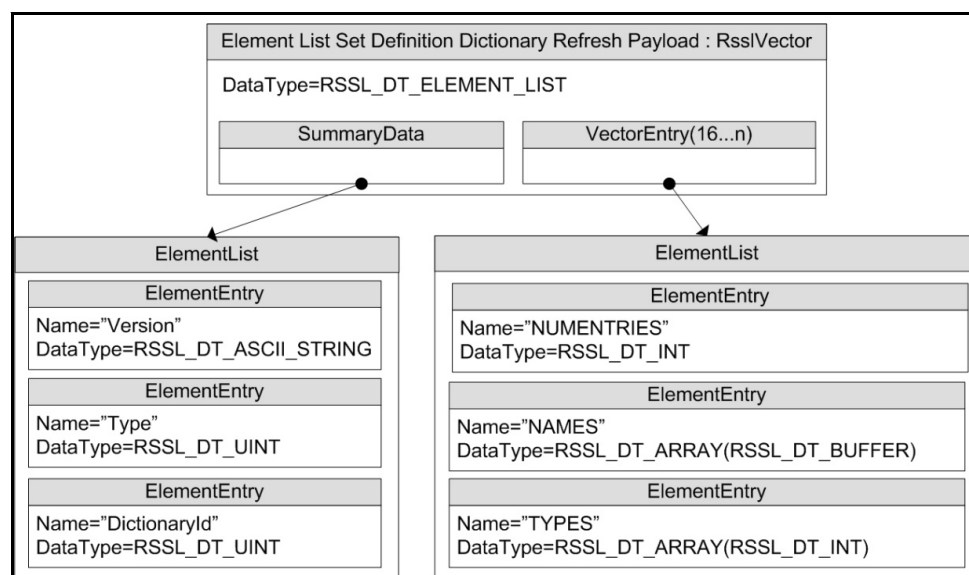 Element List Set Definition Dictionary Refresh Payload : RsslVector
DataType=RSSL_DT_ELEMENT_LIST
SummaryData
VectorEntry(16...n)
ElementList
ElementEntry
Name=”Version”
DataType=RSSL_DT_ASCII_STRING
ElementEntry
Name=”Type”
DataType=RSSL_DT_UINT
ElementEntry
Name=”DictionaryId”
DataType=RSSL_DT_UINT
ElementList
ElementEntry
Name=”NUMENTRIES”
DataType=RSSL_DT_INT
ElementEntry
Name=”NAMES”
DataType=RSSL_DT_ARRAY(RSSL_DT_BUFFER)
ElementEntry
Name=”TYPES”
DataType=RSSL_DT_ARRAY(RSSL_DT_INT)